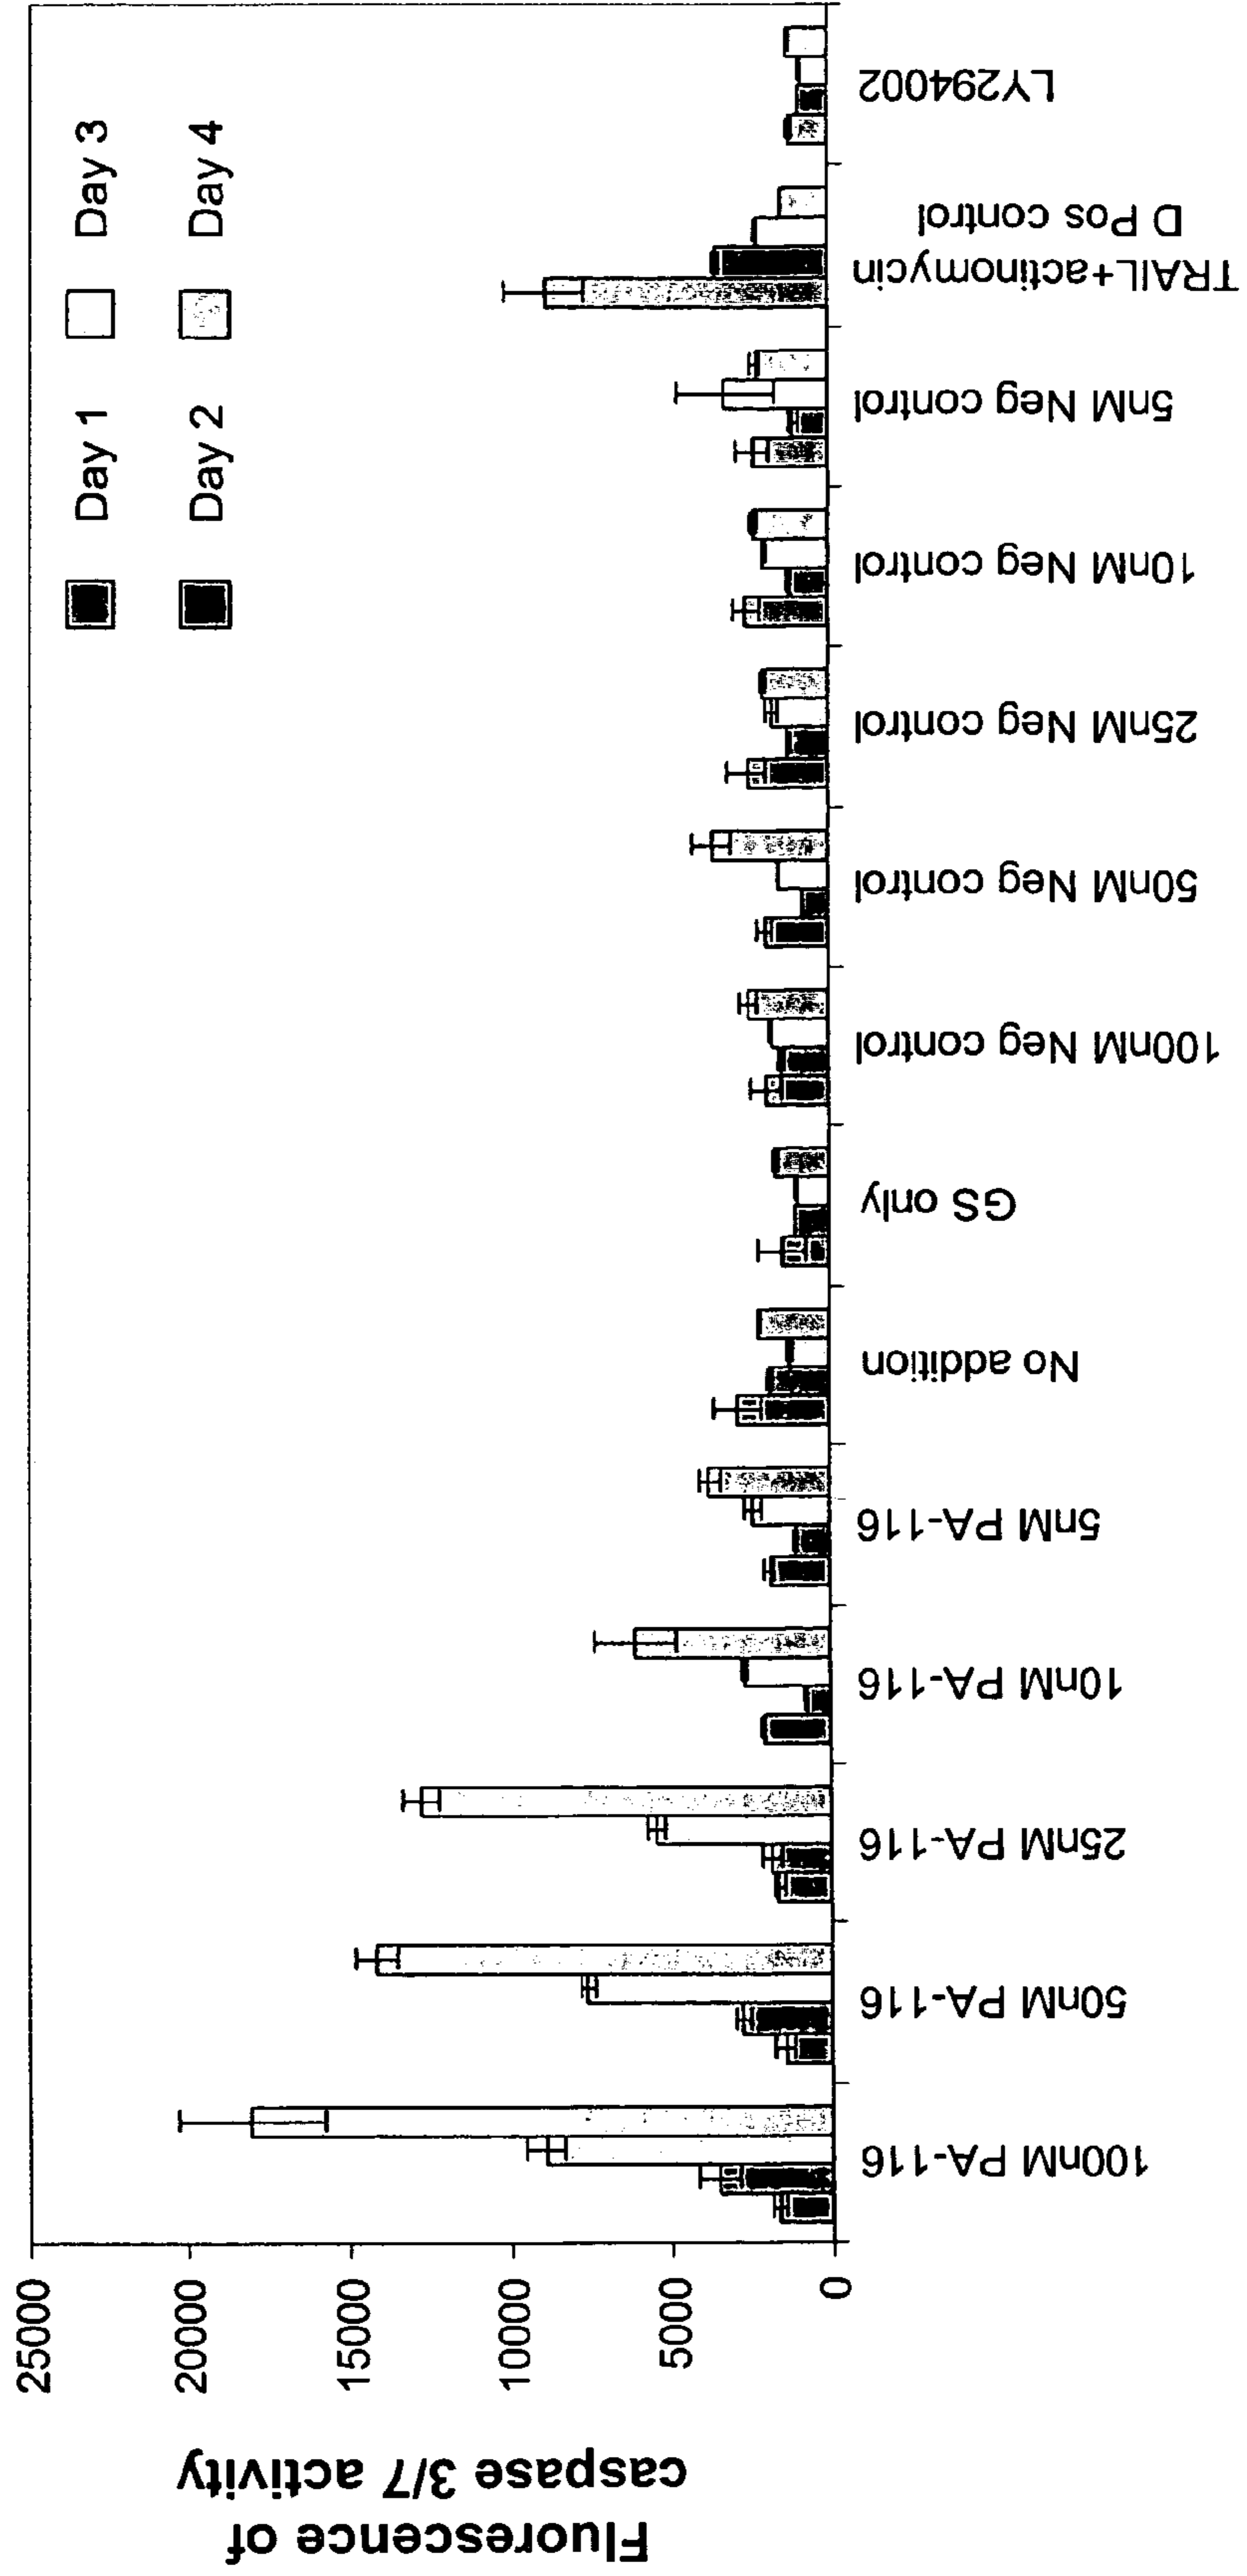 Fluorescence of
caspase 3/7 activity
25000
20000
15000
10000
5000
0
Day 1
Day 2
Day 3
Day 4
100nM PA-116
50nM PA-116
25nM PA-116
10nM PA-116
5nM PA-116
No addition
GS only
100nM Neg control
50nM Neg control
25nM Neg control
10nM Neg control
5nM Neg control
TRAIL+actinomycin
D Pos control
LY294002